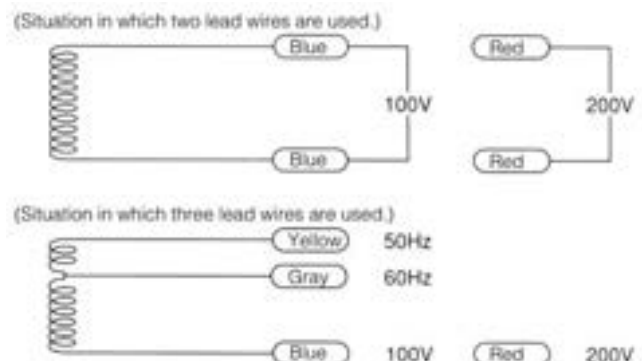 (Situation in which two lead wires are used.)
Blue Red
100V 200V
Blue Red
(Situation in which three lead wires are used.)
Yellow 50Hz
Gray 60Hz
Blue 100V Red 200V